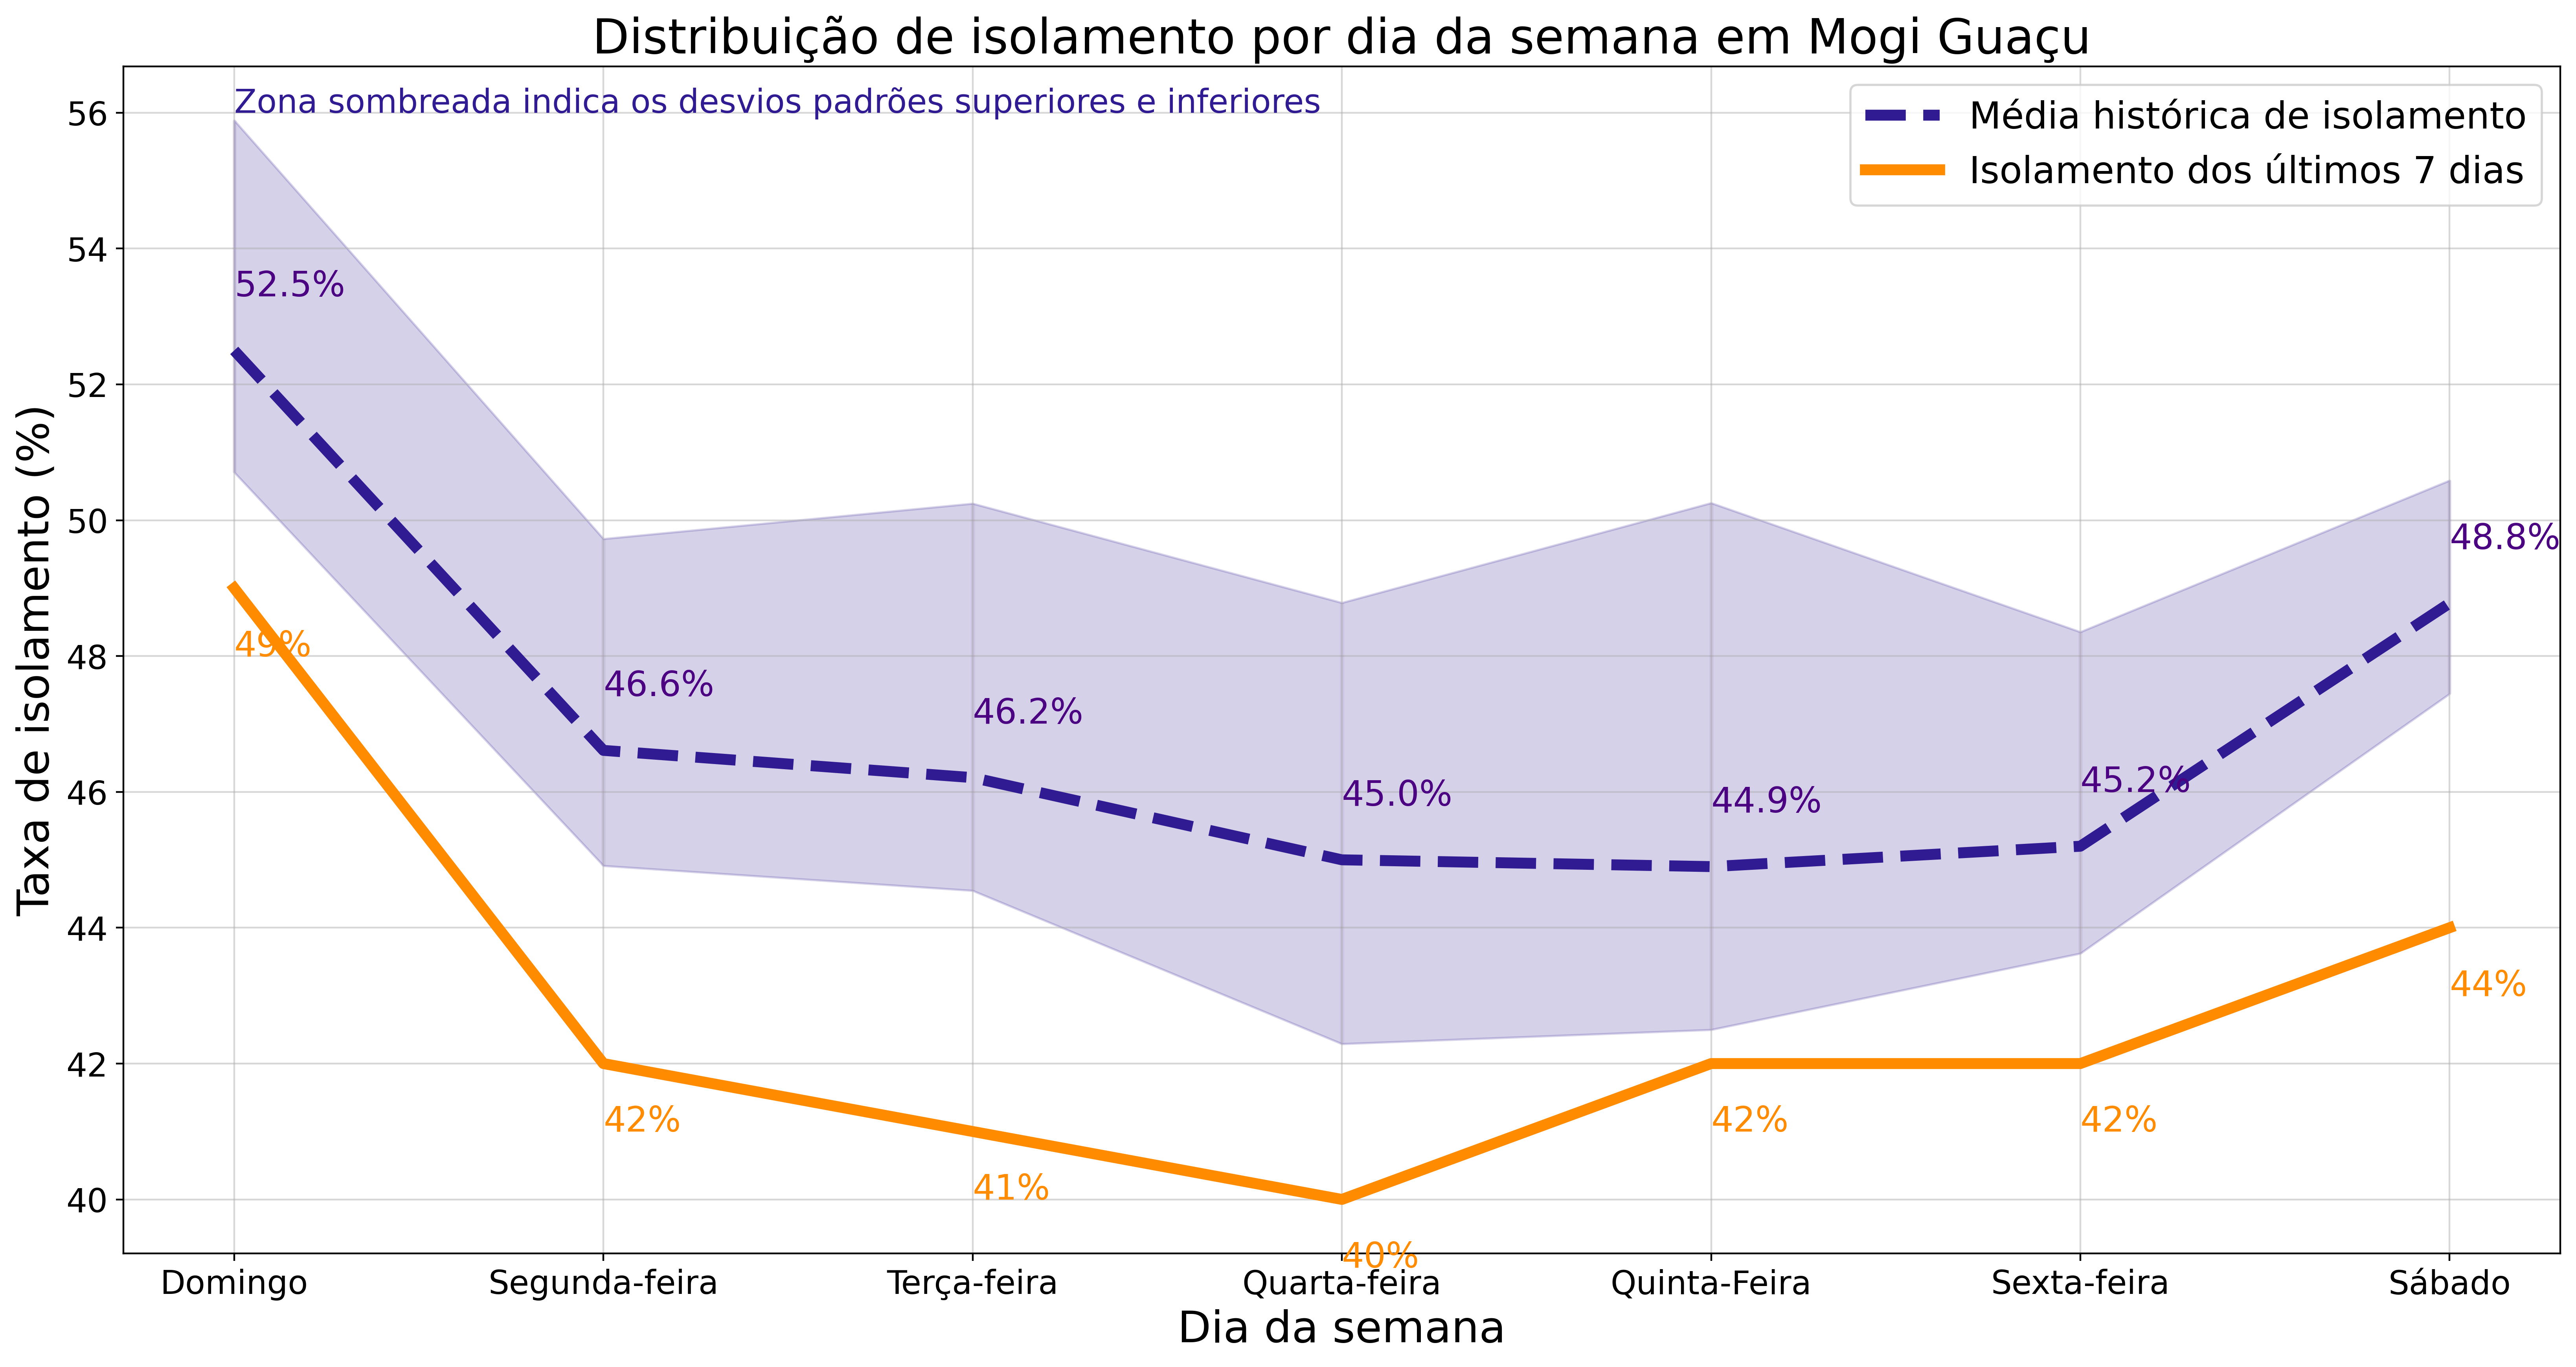 Distribuição de isolamento por dia da semana em Mogi Guaçu
Zona sombreada indica os desvios padrões superiores e inferiores
Média histórica de isolamento
Isolamento dos últimos 7 dias
Taxa de isolamento (%)
56
54
52
50
48
46
44
42
40
52.5%
46.6%
46.2%
45.0%
44.9%
45.2%
48.8%
49%
42%
41%
40%
42%
42%
44%
Domingo
Segunda-feira
Terça-feira
Quarta-feira
Quinta-Feira
Sexta-feira
Sábado
Dia da semana